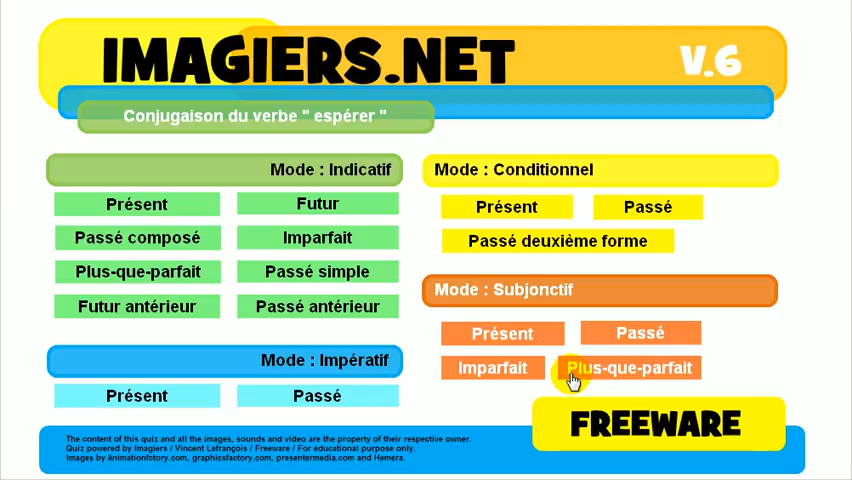 IMAGIERS.NET
V.6
Conjugaison du verbe " espérer "
Mode : Indicatif
Présent
Futur
Passé composé
Imparfait
Plus-que-parfait
Passé simple
Futur antérieur
Passé antérieur
Mode : Impératif
Présent
Passé
Mode : Conditionnel
Présent
Passé
Passé deuxième forme
Mode : Subjonctif
Présent
Passé
Imparfait
Plus-que-parfait
FREEWARE
The content of this quiz and all the images, sounds and video are the property of their respective owner.
Quiz powered by Imagiers / Vincent Lefrançois / Freeware / For educational purpose only.
Images by Animationfctory.com, graphicsfactory.com, presentermedia.com and Hemera.